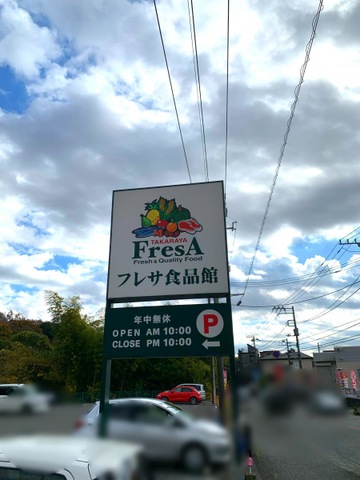 TAKARAYA
FresA
Fresh & Quality Food
フレサ食品館
年中無休
OPEN AM 10:00
CLOSE PM 10:00
P